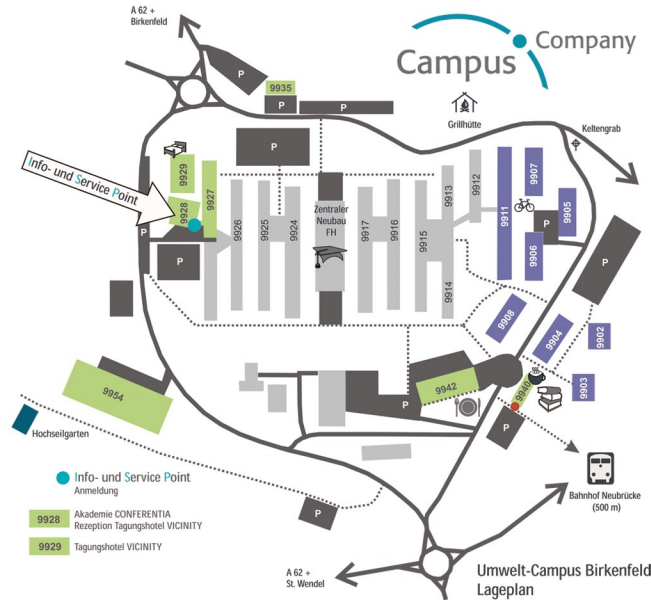 A 62 +
Birkenfeld
Campus
Company
P
9935
P
P
Grillhütte
Keltengrab
Info- und Service Point
9929
9928
9927
P
P
P
9926
9925
9924
Zentraler
Neubau
FH
9917
9916
9915
9914
9913
9912
9911
9907
9905
9906
P
P
9908
9904
9902
9903
9954
9942
9940
P
P
P
Hochseilgarten
Bahnhof Neubrücke
(500 m)
Info- und Service Point
Anmeldung
9928
Akademie CONFERENTIA
Rezeption Tagungshotel VICINITY
9929
Tagungshotel VICINITY
A 62 +
St. Wendel
Umwelt-Campus Birkenfeld
Lageplan